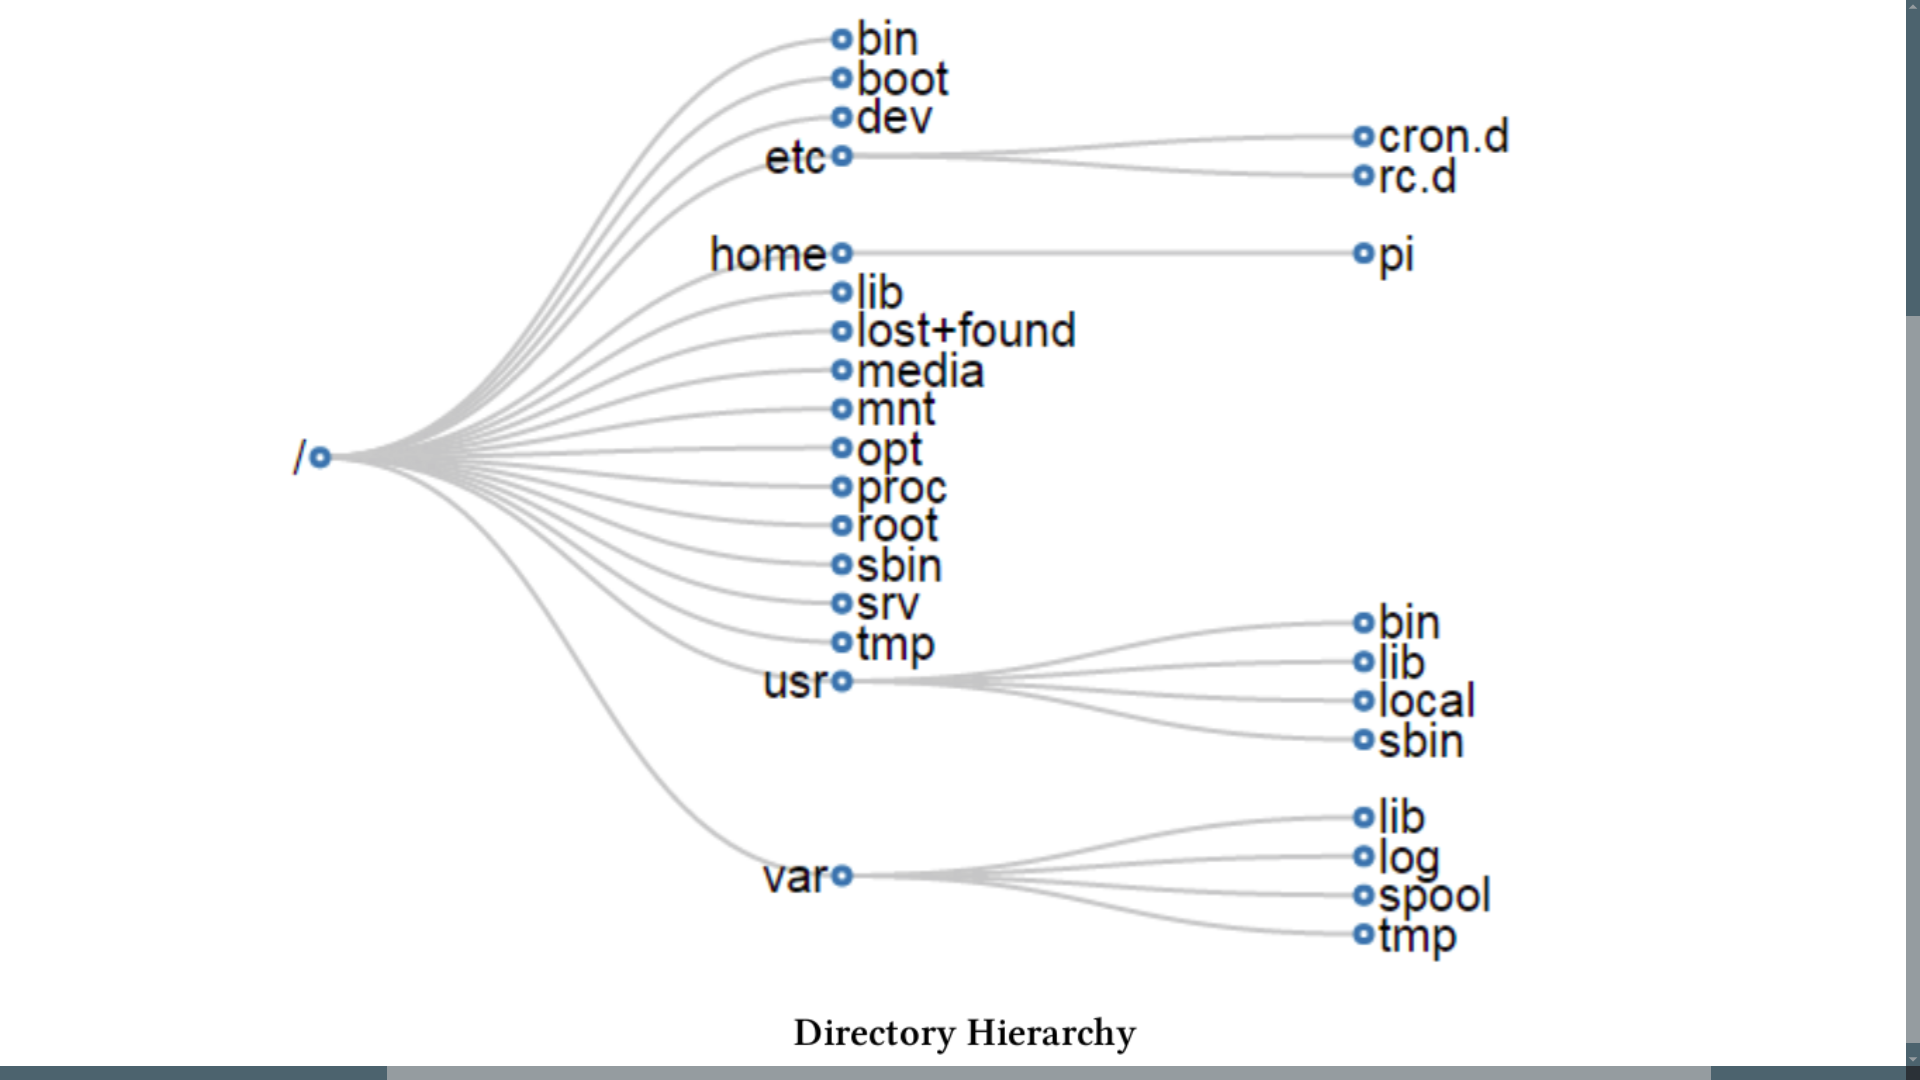 bin
boot
dev
etc
cron.d
rc.d
home
pi
lib
lost+found
media
mnt
/
opt
proc
root
sbin
srv
tmp
usr
bin
lib
local
sbin
var
lib
log
spool
tmp
Directory Hierarchy